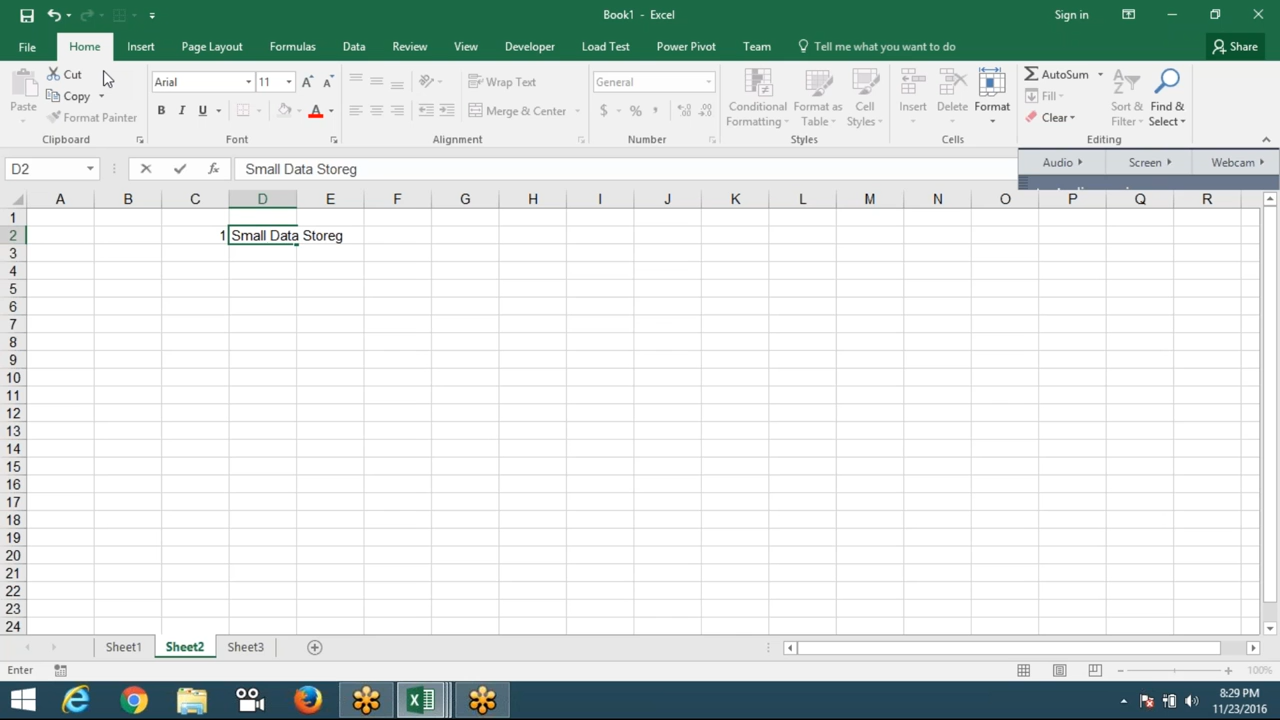 Book1 - Excel
Sign in
File
Home
Insert
Page Layout
Formulas
Data
Review
View
Developer
Load Test
Power Pivot
Team
Tell me what you want to do
Share
Paste
Cut
Copy
Format Painter
Clipboard
Arial
11
B I U
Font
Wrap Text
Merge & Center
Alignment
General
$ % ,
Number
Conditional Formatting
Format as Table
Cell Styles
Styles
Insert
Delete
Format
Cells
AutoSum
Fill
Clear
Sort & Filter
Find & Select
Editing
Audio
Screen
Webcam
D2
fx
Small Data Storeg
A B C D E F G H I J K L M N O P Q R
1
2 1 Small Data Storeg
3
4
5
6
7
8
9
10
11
12
13
14
15
16
17
18
19
20
21
22
23
24
Sheet1
Sheet2
Sheet3
Enter
100%
8:29 PM
11/23/2016